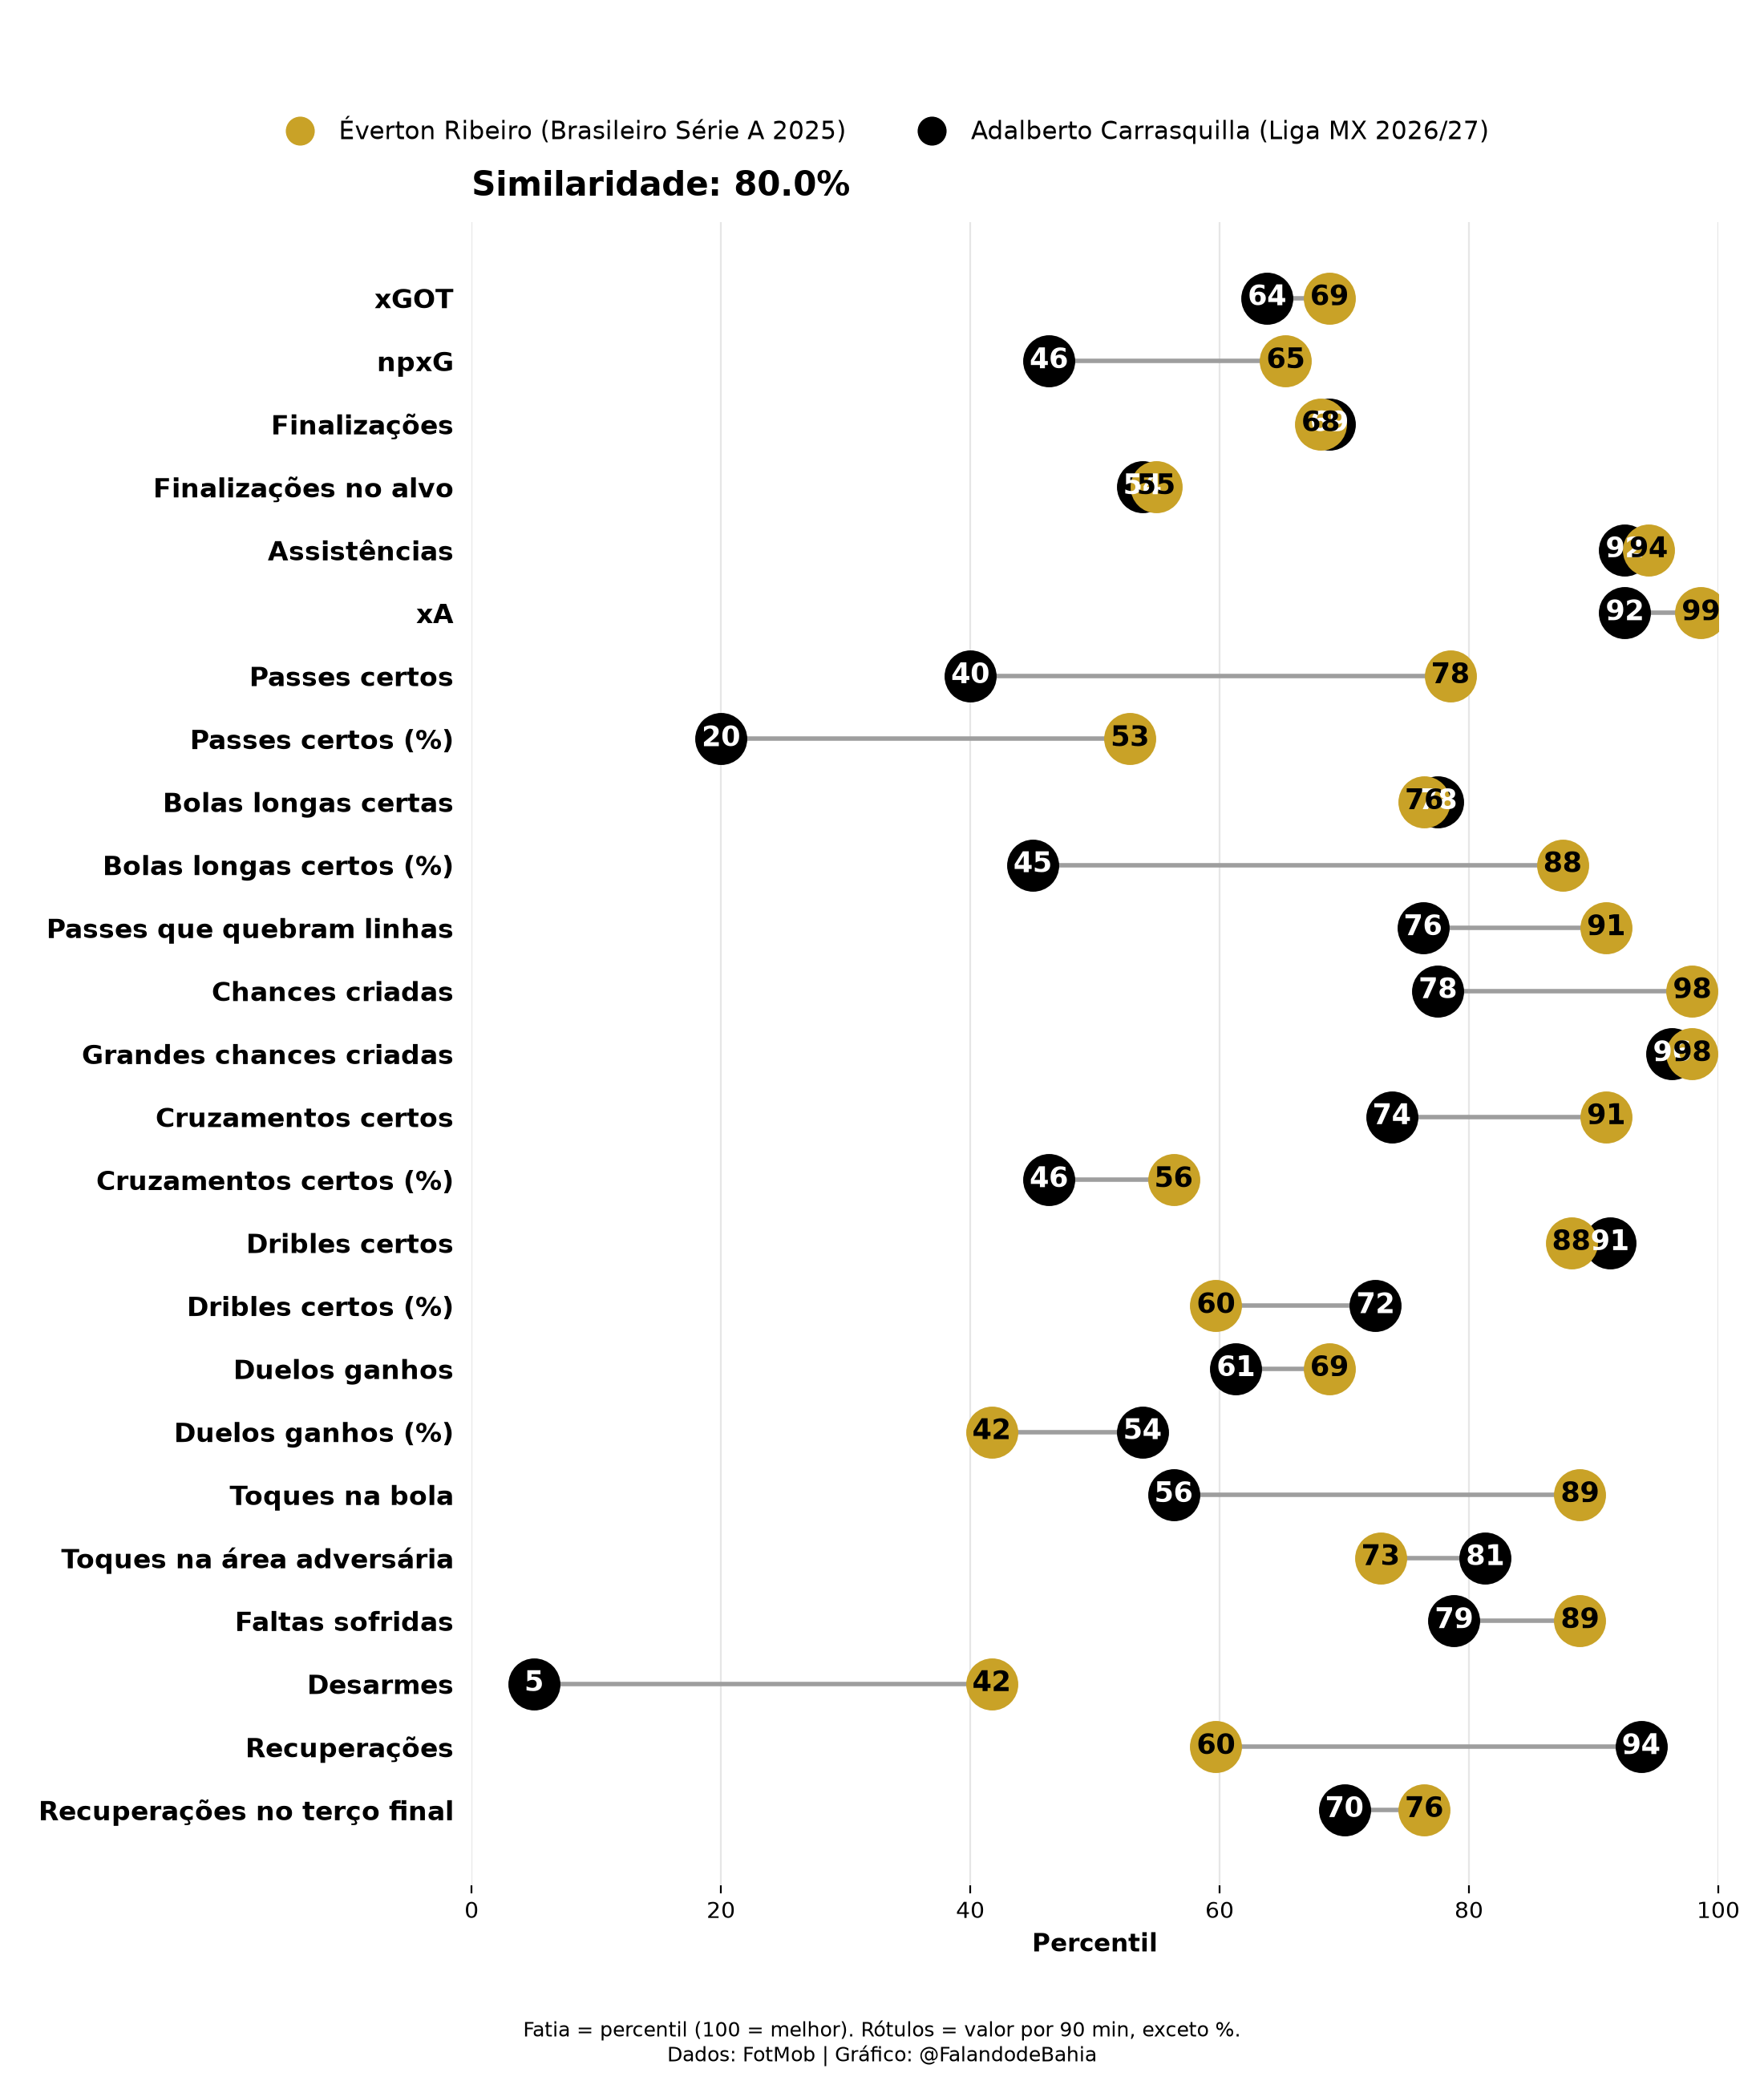 Éverton Ribeiro (Brasileiro Série A 2025) Adalberto Carrasquilla (Liga MX 2026/27)
Similaridade: 80.0%
xGOT 64 69
npxG 46 65
Finalizações 68
Finalizações no alvo 55
Assistências 94
xA 92 99
Passes certos 40 78
Passes certos (%) 20 53
Bolas longas certas 76
Bolas longas certos (%) 45 88
Passes que quebram linhas 76 91
Chances criadas 78 98
Grandes chances criadas 98
Cruzamentos certos 74 91
Cruzamentos certos (%) 46 56
Dribles certos 88 91
Dribles certos (%) 60 72
Duelos ganhos 61 69
Duelos ganhos (%) 42 54
Toques na bola 56 89
Toques na área adversária 73 81
Faltas sofridas 79 89
Desarmes 5 42
Recuperações 60 94
Recuperações no terço final 70 76
0 20 40 60 80 100
Percentil
Fatia = percentil (100 = melhor). Rótulos = valor por 90 min, exceto %.
Dados: FotMob | Gráfico: @FalandodeBahia